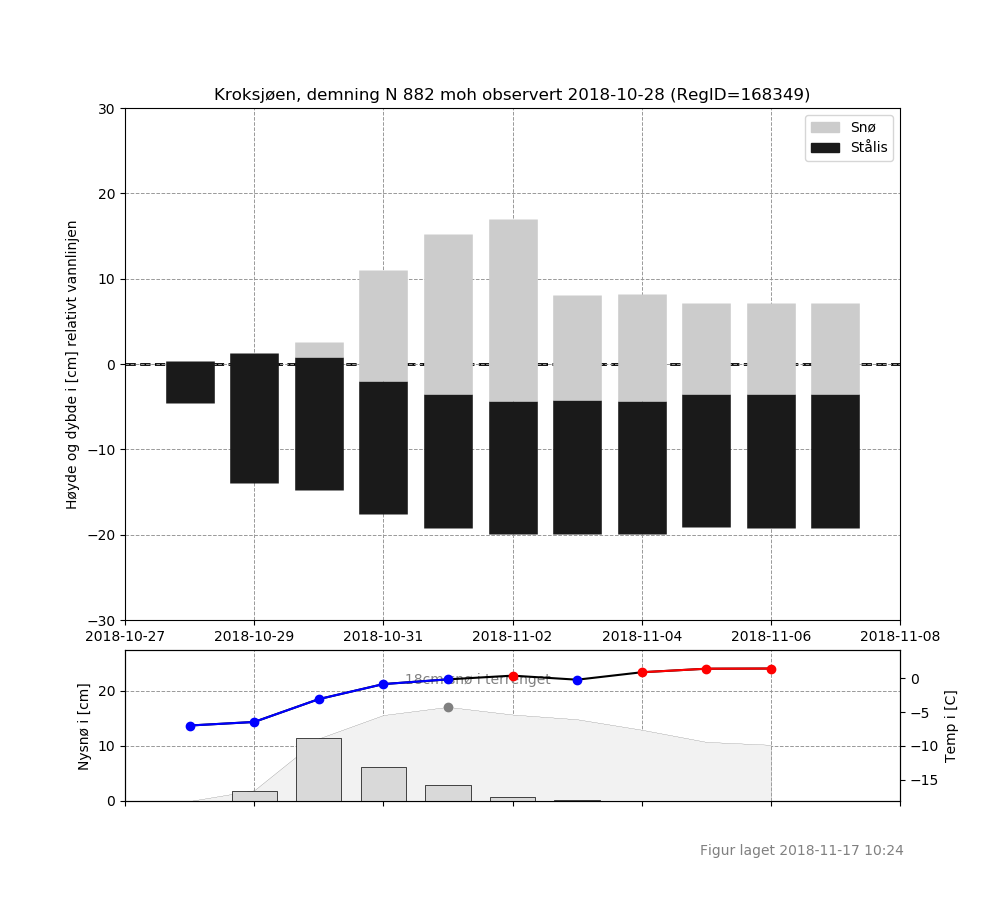 Kroksjøen, demning N 882 moh observert 2018-10-28 (RegID=168349)
30
20
10
0
−10
−20
−30
Høyde og dybde i [cm] relativt vannlinjen
Snø
Stålis
2018-10-27 2018-10-29 2018-10-31 2018-11-02 2018-11-04 2018-11-06 2018-11-08
20
10
0
Nysnø i [cm]
18cm snø i terrenget
0
−5
−10
−15
Temp i [C]
Figur laget 2018-11-17 10:24